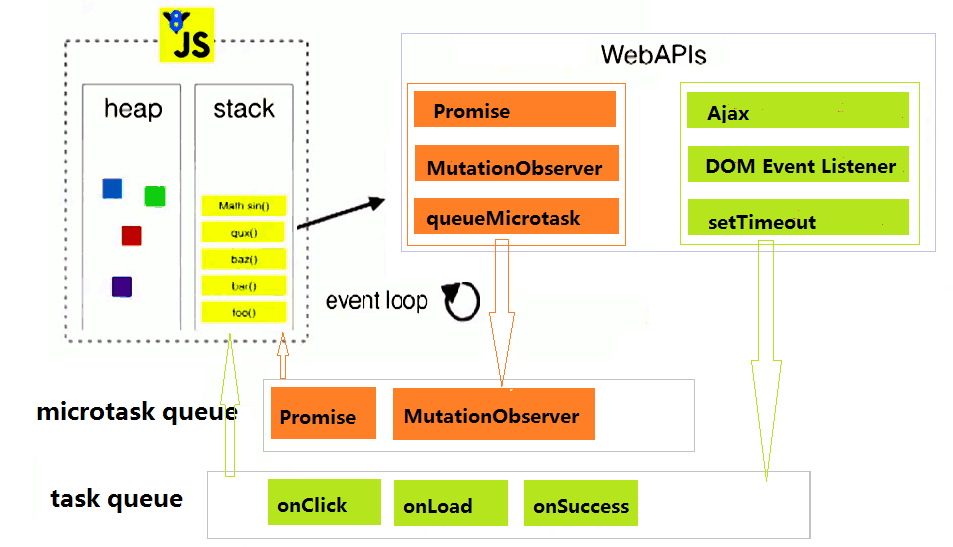 JS
WebAPIs
heap
stack
Promise
Ajax
MutationObserver
DOM Event Listener
queueMicrotask
setTimeout
Math sin()
qux()
baz()
bar()
foo()
event loop
microtask queue
Promise
MutationObserver
task queue
onClick
onLoad
onSuccess